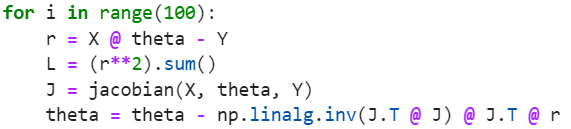 for i in range(100):
    r = X @ theta - Y
    L = (r**2).sum()
    J = jacobian(X, theta, Y)
    theta = theta - np.linalg.inv(J.T @ J) @ J.T @ r